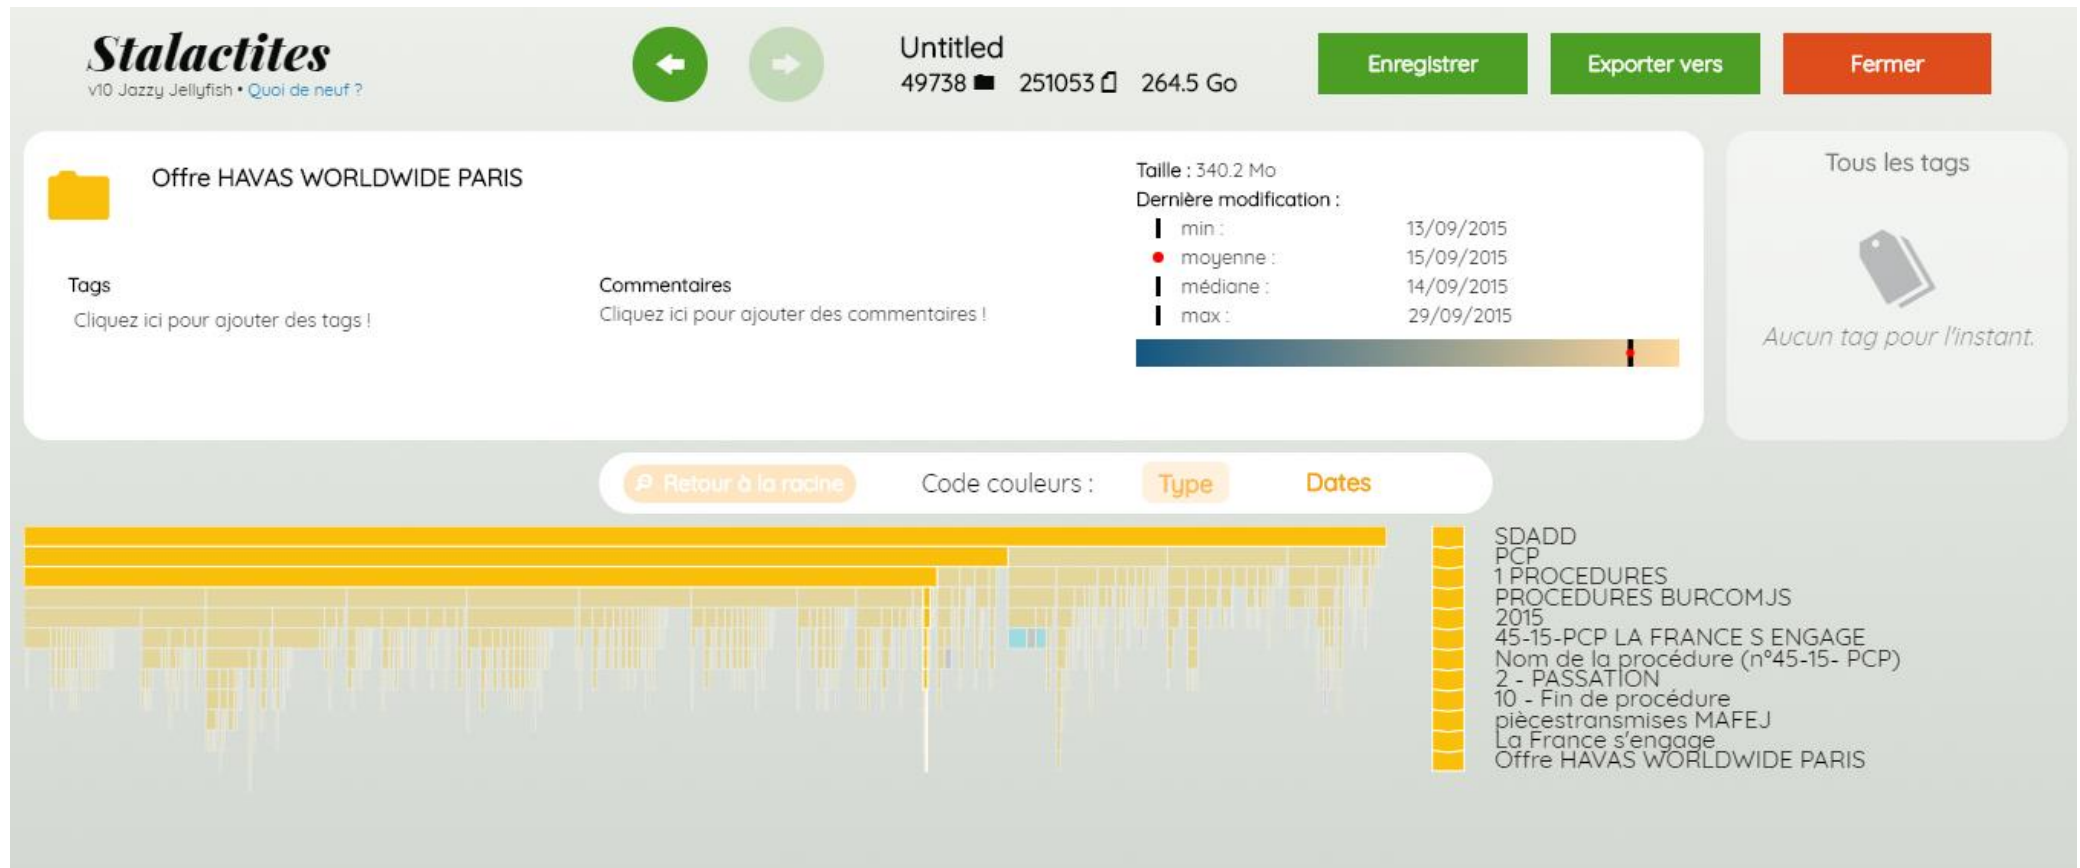 Stalactites
v10 Jazzy Jellyfish • Quoi de neuf ?
Untitled
49738 251053 264.5 Go
Enregistrer
Exporter vers
Fermer
Offre HAVAS WORLDWIDE PARIS
Tags
Cliquez ici pour ajouter des tags !
Commentaires
Cliquez ici pour ajouter des commentaires !
Taille : 340.2 Mo
Dernière modification :
min : 13/09/2015
moyenne : 15/09/2015
médiane : 14/09/2015
max : 29/09/2015
Tous les tags
Aucun tag pour l'instant.
Retour à la racine
Code couleurs :
Type
Dates
SDADD
PCP
1 PROCEDURES
PROCEDURES BURCOMJS
2015
45-15-PCP LA FRANCE S ENGAGE
Nom de la procédure (n°45-15- PCP)
2 - PASSATION
10 - Fin de procédure
piècestransmises MAFEJ
La France s'engage
Offre HAVAS WORLDWIDE PARIS